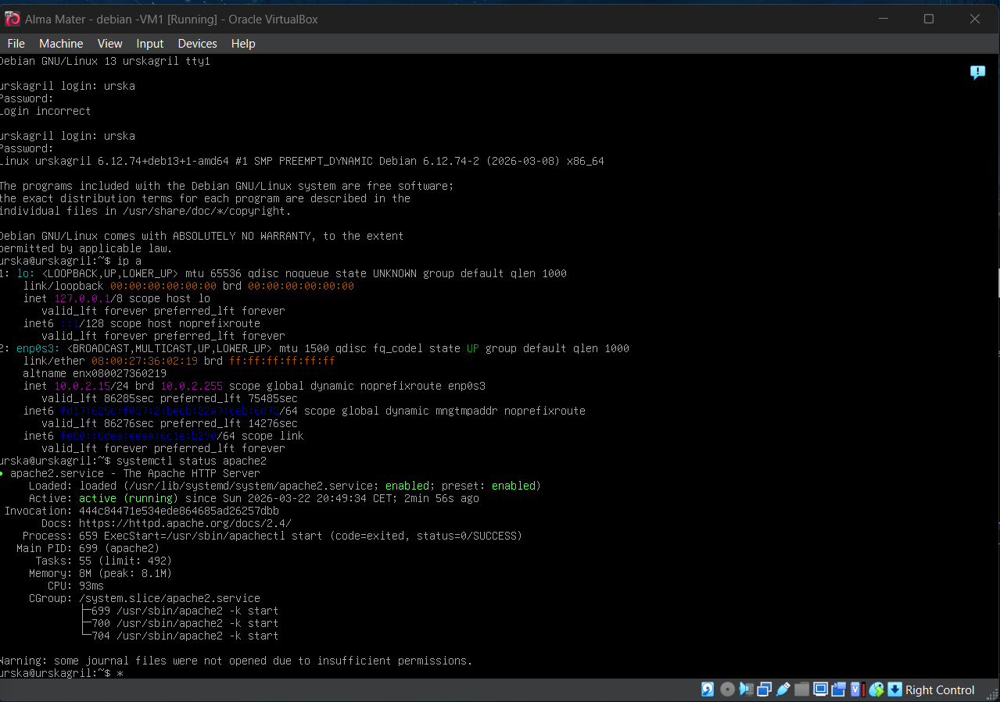 Alma Mater - debian -VM1 [Running] - Oracle VirtualBox
File Machine View Input Devices Help
Debian GNU/Linux 13 urskagril tty1
urskagril login: urska
Password:
Login incorrect
urskagril login: urska
Password:
Linux urskagril 6.12.74+deb13+1-amd64 #1 SMP PREEMPT_DYNAMIC Debian 6.12.74-2 (2026-03-08) x86_64
The programs included with the Debian GNU/Linux system are free software;
the exact distribution terms for each program are described in the
individual files in /usr/share/doc/*/copyright.
Debian GNU/Linux comes with ABSOLUTELY NO WARRANTY, to the extent
permitted by applicable law.
urska@urskagril:~$ ip a
1: lo: <LOOPBACK,UP,LOWER_UP> mtu 65536 qdisc noqueue state UNKNOWN group default qlen 1000
link/loopback 00:00:00:00:00:00 brd 00:00:00:00:00:00
inet 127.0.0.1/8 scope host lo
valid_lft forever preferred_lft forever
inet6 ::1/128 scope host noprefixroute
valid_lft forever preferred_lft forever
2: enp0s3: <BROADCAST,MULTICAST,UP,LOWER_UP> mtu 1500 qdisc fq_codel state UP group default qlen 1000
link/ether 08:00:27:36:02:19 brd ff:ff:ff:ff:ff:ff
altname enx080027360219
inet 10.0.2.15/24 brd 10.0.2.255 scope global dynamic noprefixroute enp0s3
valid_lft 86285sec preferred_lft 75485sec
inet6 /64 scope global dynamic mngtmpaddr noprefixroute
valid_lft 86276sec preferred_lft 14276sec
inet6 /64 scope link
valid_lft forever preferred_lft forever
urska@urskagril:~$ systemctl status apache2
● apache2.service - The Apache HTTP Server
Loaded: loaded (/usr/lib/systemd/system/apache2.service; enabled; preset: enabled)
Active: active (running) since Sun 2026-03-22 20:49:34 CET; 2min 56s ago
Invocation: 444c84471e534ede864685ad26257dbb
Docs: https://httpd.apache.org/docs/2.4/
Process: 659 ExecStart=/usr/sbin/apachectl start (code=exited, status=0/SUCCESS)
Main PID: 699 (apache2)
Tasks: 55 (limit: 492)
Memory: 8M (peak: 8.1M)
CPU: 93ms
CGroup: /system.slice/apache2.service
├─699 /usr/sbin/apache2 -k start
├─700 /usr/sbin/apache2 -k start
└─704 /usr/sbin/apache2 -k start
Warning: some journal files were not opened due to insufficient permissions.
urska@urskagril:~$ *
Right Control